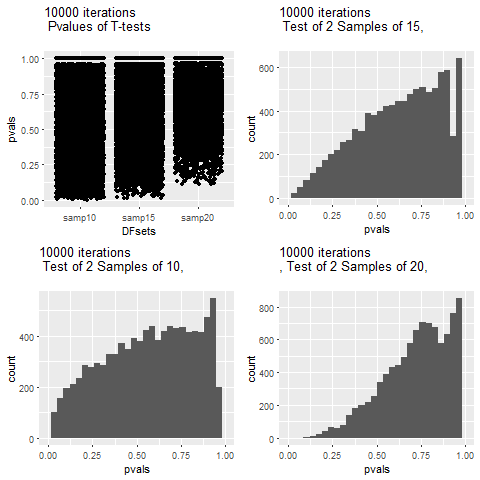 10000 iterations
Pvalues of T-tests
pvals
1.00
0.75
0.50
0.25
0.00
samp10 samp15 samp20
DFsets
10000 iterations
Test of 2 Samples of 15,
count
600
400
200
0
0.00 0.25 0.50 0.75 1.00
pvals
10000 iterations
Test of 2 Samples of 10,
count
400
200
0
0.00 0.25 0.50 0.75 1.00
pvals
10000 iterations
, Test of 2 Samples of 20,
count
800
600
400
200
0
0.00 0.25 0.50 0.75 1.00
pvals